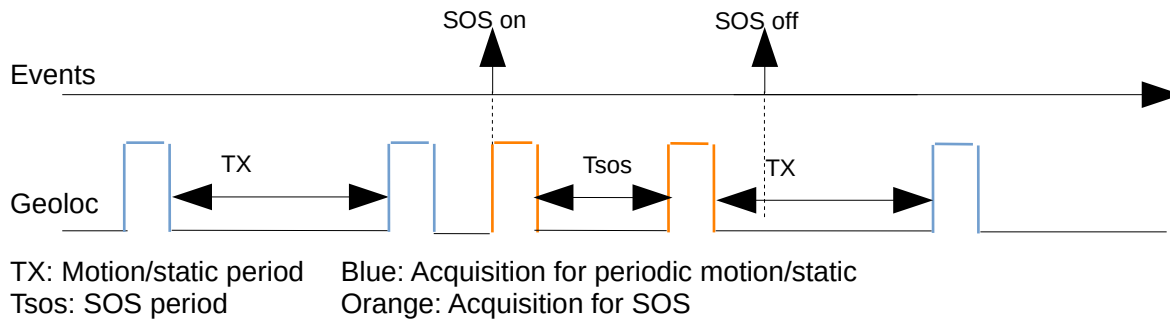 SOS on
SOS off
Events
TX
Tsos
TX
Geoloc
TX: Motion/static period
Blue: Acquisition for periodic motion/static
Tsos: SOS period
Orange: Acquisition for SOS